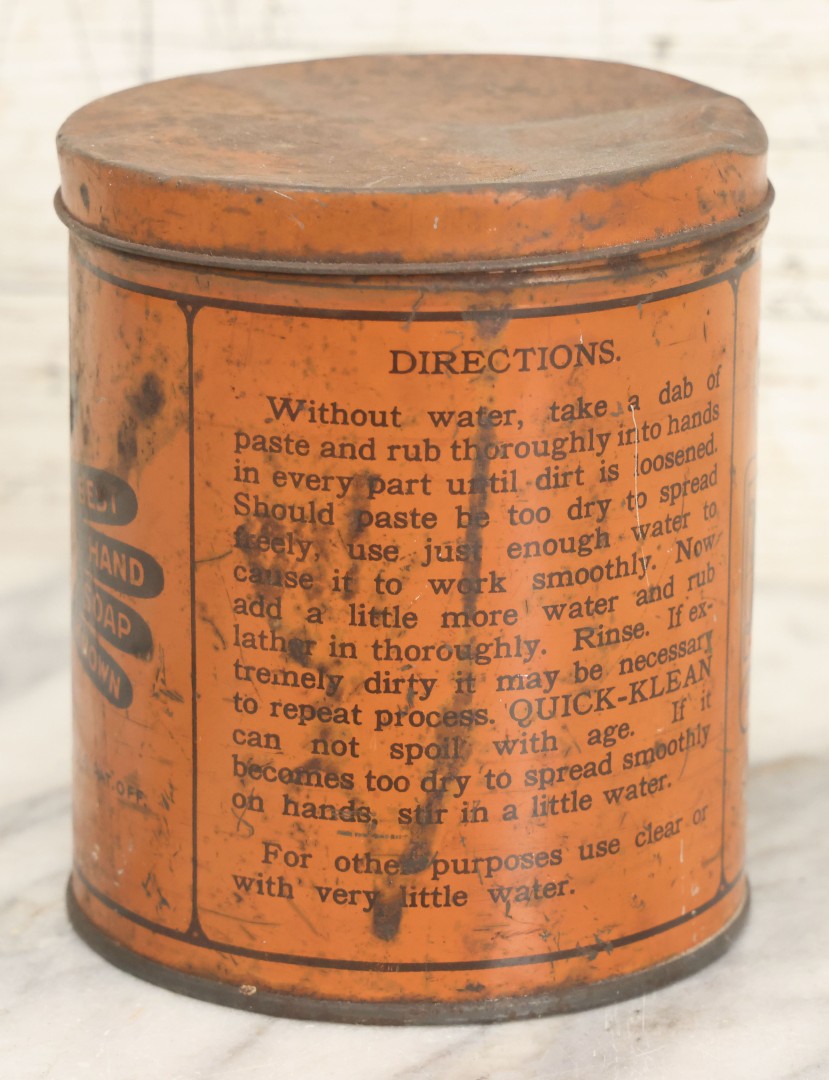 DIRECTIONS.
Without water, take a dab of
paste and rub thoroughly into hands
in every part until dirt is loosened.
Should paste be too dry to spread
freely, use just enough water to
cause it to work smoothly. Now
add a little more water and rub
lather in thoroughly. Rinse. If ex-
tremely dirty it may be necessary
to repeat process. QUICK-KLEAN
can not spoil with age. If it
becomes too dry to spread smoothly
on hands, stir in a little water.
For other purposes use clear or
with very little water.
HAND
SOAP
OFF.